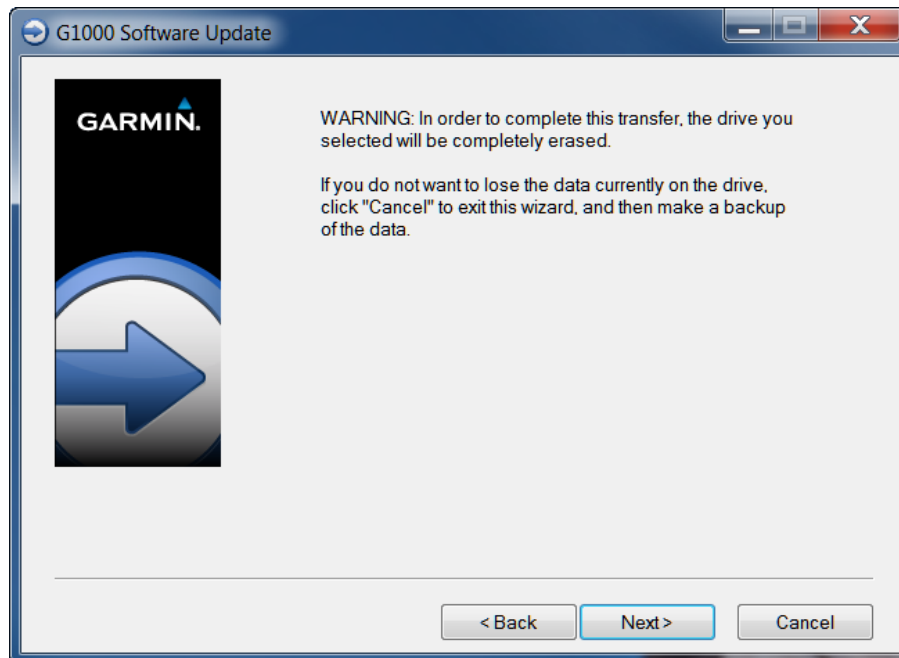 G1000 Software Update
GARMIN.
WARNING: In order to complete this transfer, the drive you
selected will be completely erased.
If you do not want to lose the data currently on the drive,
click "Cancel" to exit this wizard, and then make a backup
of the data.
< Back
Next >
Cancel